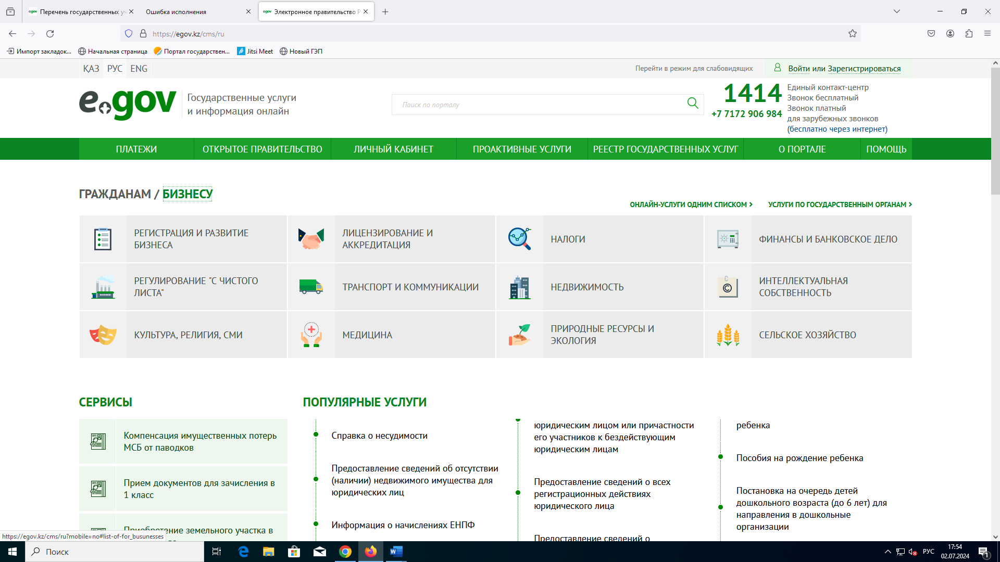 Перечень государственных
Ошибка исполнения
Электронное правительство
https://egov.kz/cms/ru
Импорт закладок...
Начальная страница
Портал государствен...
Jitsi Meet
Новый ГЭП
ҚАЗ РУС ENG
Перейти в режим для слабовидящих
Войти или Зарегистрироваться
e.gov
Государственные услуги
и информация онлайн
Поиск по порталу
1414
+7 7172 906 984
Единый контакт-центр
Звонок бесплатный
Звонок платный
для зарубежных звонков
(бесплатно через интернет)
ПЛАТЕЖИ
ОТКРЫТОЕ ПРАВИТЕЛЬСТВО
ЛИЧНЫЙ КАБИНЕТ
ПРОАКТИВНЫЕ УСЛУГИ
РЕЕСТР ГОСУДАРСТВЕННЫХ УСЛУГ
О ПОРТАЛЕ
ПОМОЩЬ
ГРАЖДАНАМ / БИЗНЕСУ
ОНЛАЙН-УСЛУГИ ОДНИМ СПИСКОМ
УСЛУГИ ПО ГОСУДАРСТВЕННЫМ ОРГАНАМ
РЕГИСТРАЦИЯ И РАЗВИТИЕ
БИЗНЕСА
ЛИЦЕНЗИРОВАНИЕ И
АККРЕДИТАЦИЯ
НАЛОГИ
ФИНАНСЫ И БАНКОВСКОЕ ДЕЛО
РЕГУЛИРОВАНИЕ "С ЧИСТОГО
ЛИСТА"
ТРАНСПОРТ И КОММУНИКАЦИИ
НЕДВИЖИМОСТЬ
ИНТЕЛЛЕКТУАЛЬНАЯ
СОБСТВЕННОСТЬ
КУЛЬТУРА, РЕЛИГИЯ, СМИ
МЕДИЦИНА
ПРИРОДНЫЕ РЕСУРСЫ И
ЭКОЛОГИЯ
СЕЛЬСКОЕ ХОЗЯЙСТВО
СЕРВИСЫ
Компенсация имущественных потерь
МСБ от паводков
Прием документов для зачисления в
1 класс
Приобретение земельного участка в
ПОПУЛЯРНЫЕ УСЛУГИ
Справка о несудимости
Предоставление сведений об отсутствии
(наличии) недвижимого имущества для
юридических лиц
Информация о начислениях ЕНПФ
юридическим лицом или причастности
его участников к бездействующим
юридическим лицам
Предоставление сведений о всех
регистрационных действиях
юридического лица
Предоставление сведений о
ребенка
Пособия на рождение ребенка
Постановка на очередь детей
дошкольного возраста (до 6 лет) для
направления в дошкольные
организации
https://egov.kz/cms/ru?mobile=no#list-of-for_busunesses
Поиск
РУС
17:54
02.07.2024
1